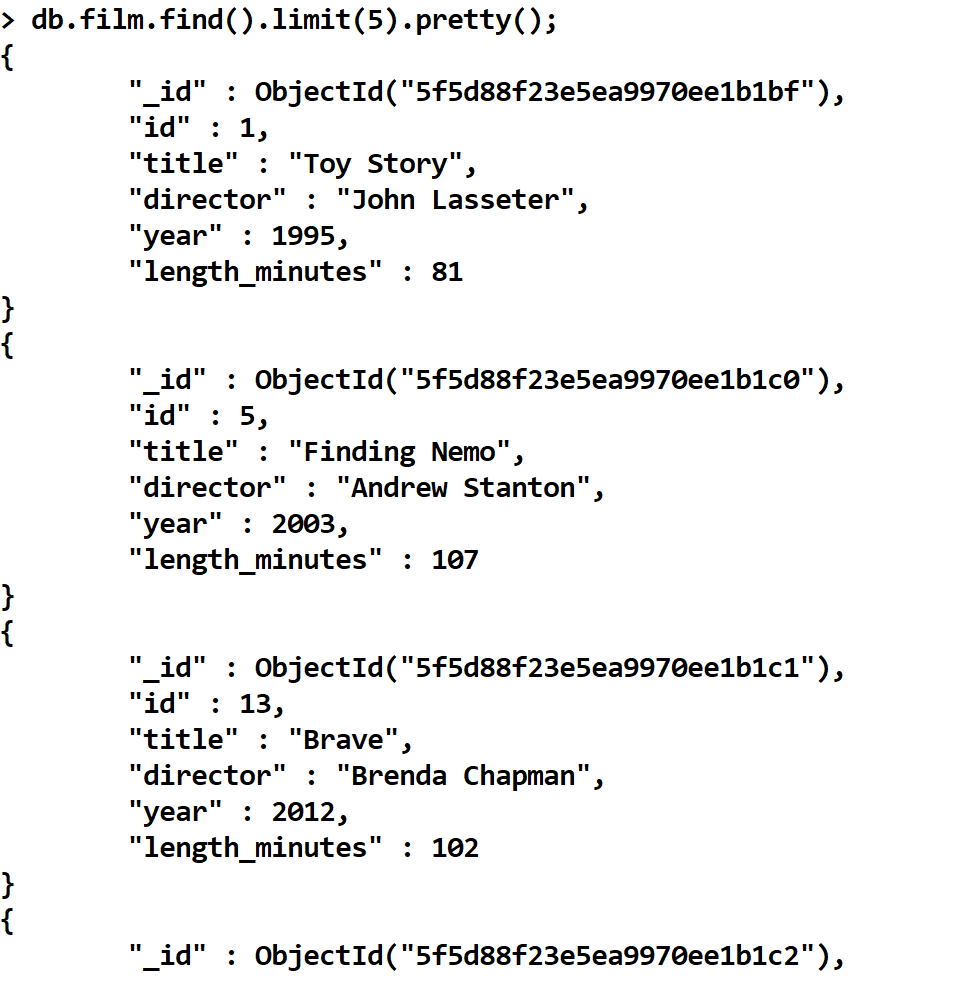 > db.film.find().limit(5).pretty();
{
        "_id" : ObjectId("5f5d88f23e5ea9970ee1b1bf"),
        "id" : 1,
        "title" : "Toy Story",
        "director" : "John Lasseter",
        "year" : 1995,
        "length_minutes" : 81
}
{
        "_id" : ObjectId("5f5d88f23e5ea9970ee1b1c0"),
        "id" : 5,
        "title" : "Finding Nemo",
        "director" : "Andrew Stanton",
        "year" : 2003,
        "length_minutes" : 107
}
{
        "_id" : ObjectId("5f5d88f23e5ea9970ee1b1c1"),
        "id" : 13,
        "title" : "Brave",
        "director" : "Brenda Chapman",
        "year" : 2012,
        "length_minutes" : 102
}
{
        "_id" : ObjectId("5f5d88f23e5ea9970ee1b1c2"),